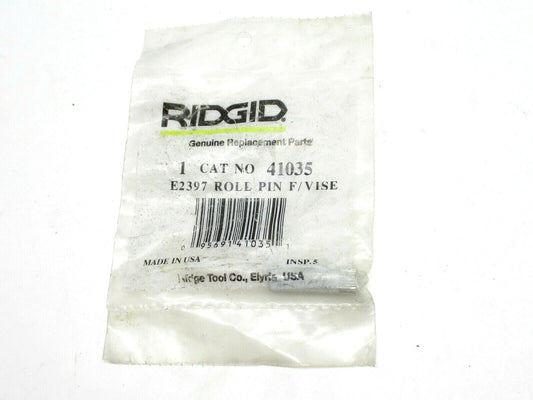 RIDGID
Genuine Replacement Parts
1 CAT NO 41035
E2397 ROLL PIN F/VISE
0 95691 41035 1
MADE IN USA INSP. 5
Ridge Tool Co., Elyria, USA